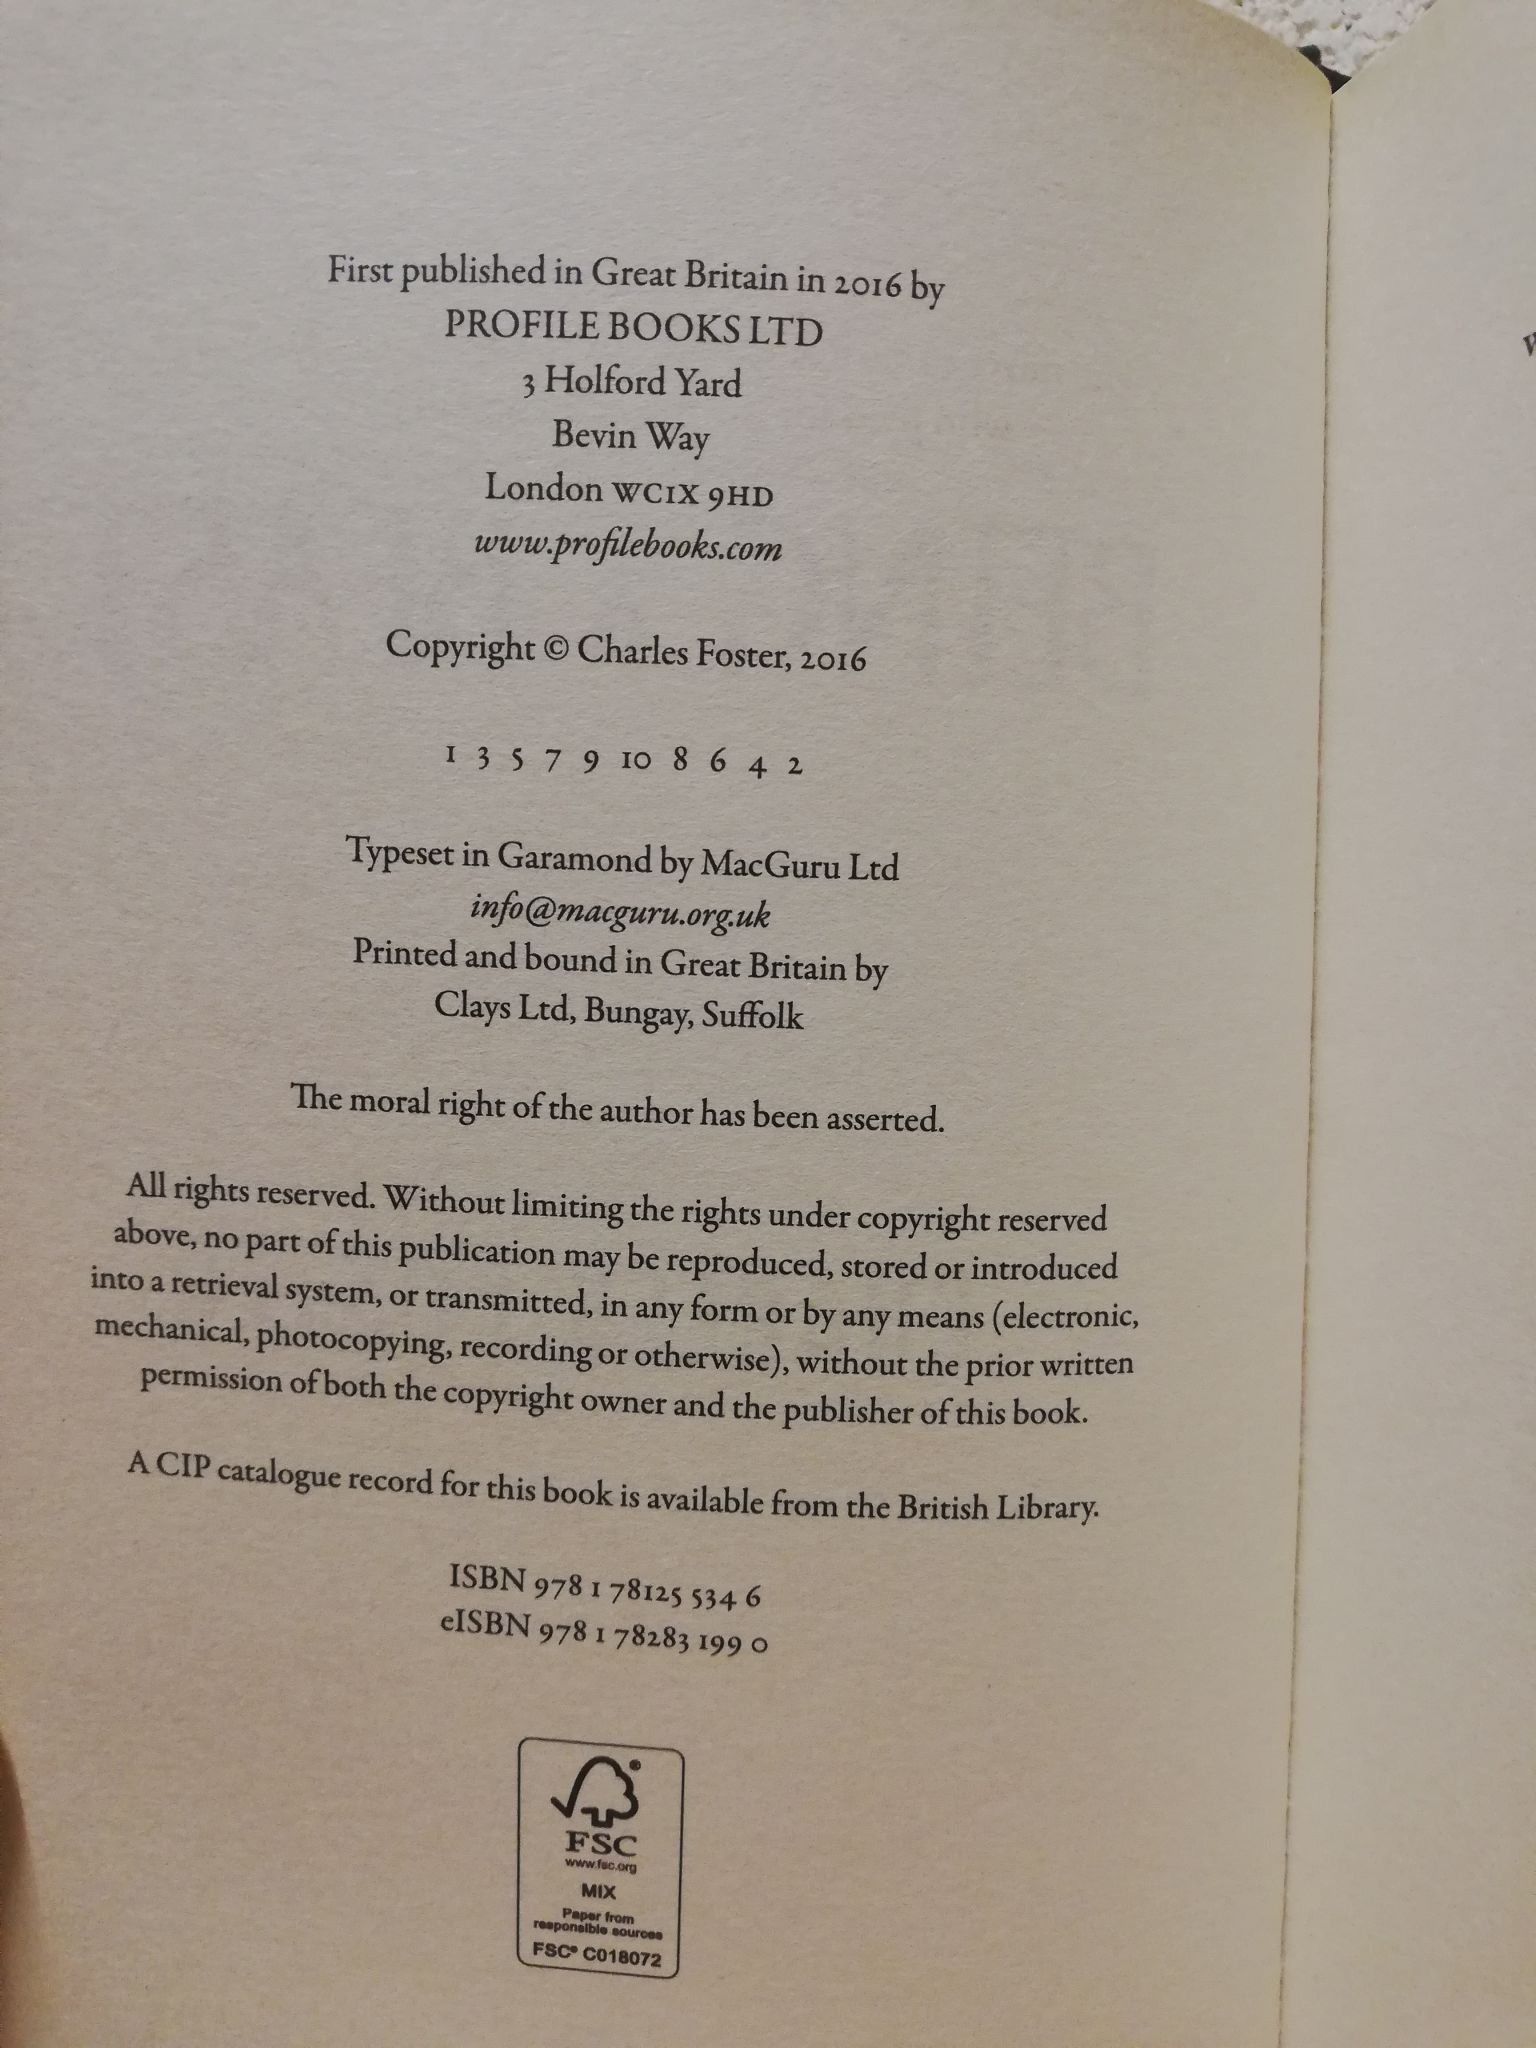 First published in Great Britain in 2016 by
PROFILE BOOKS LTD
3 Holford Yard
Bevin Way
London WC1X 9HD
www.profilebooks.com
Copyright © Charles Foster, 2016
1 3 5 7 9 10 8 6 4 2
Typeset in Garamond by MacGuru Ltd
info@macguru.org.uk
Printed and bound in Great Britain by
Clays Ltd, Bungay, Suffolk
The moral right of the author has been asserted.
All rights reserved. Without limiting the rights under copyright reserved
above, no part of this publication may be reproduced, stored or introduced
into a retrieval system, or transmitted, in any form or by any means (electronic,
mechanical, photocopying, recording or otherwise), without the prior written
permission of both the copyright owner and the publisher of this book.
A CIP catalogue record for this book is available from the British Library.
ISBN 978 1 78125 534 6
eISBN 978 1 78283 199 0
FSC
www.fsc.org
MIX
Paper from
responsible sources
FSC® C018072